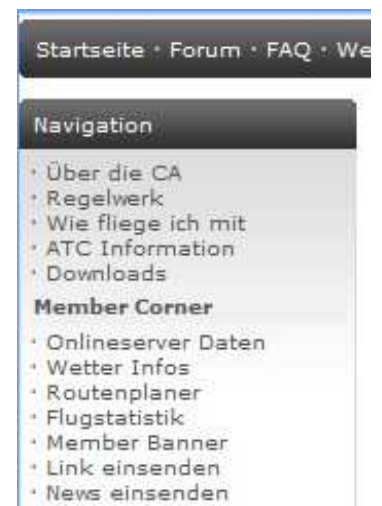 Startseite · Forum · FAQ · We
Navigation
· Über die CA
· Regelwerk
· Wie fliege ich mit
· ATC Information
· Downloads
Member Corner
· Onlineserver Daten
· Wetter Infos
· Routenplaner
· Flugstatistik
· Member Banner
· Link einsenden
· News einsenden